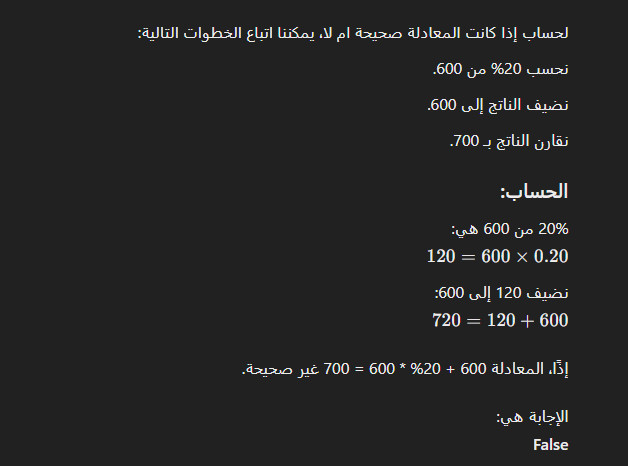 لحساب إذا كانت المعادلة صحيحة ام لا، يمكننا اتباع الخطوات التالية:
نحسب 20% من 600.
نضيف الناتج إلى 600.
نقارن الناتج بـ 700.
الحساب:
20% من 600 هي:
120 = 600 × 0.20
نضيف 120 إلى 600:
720 = 120 + 600
إذًا، المعادلة 600 + 20% * 600 = 700 غير صحيحة.
الإجابة هي:
False